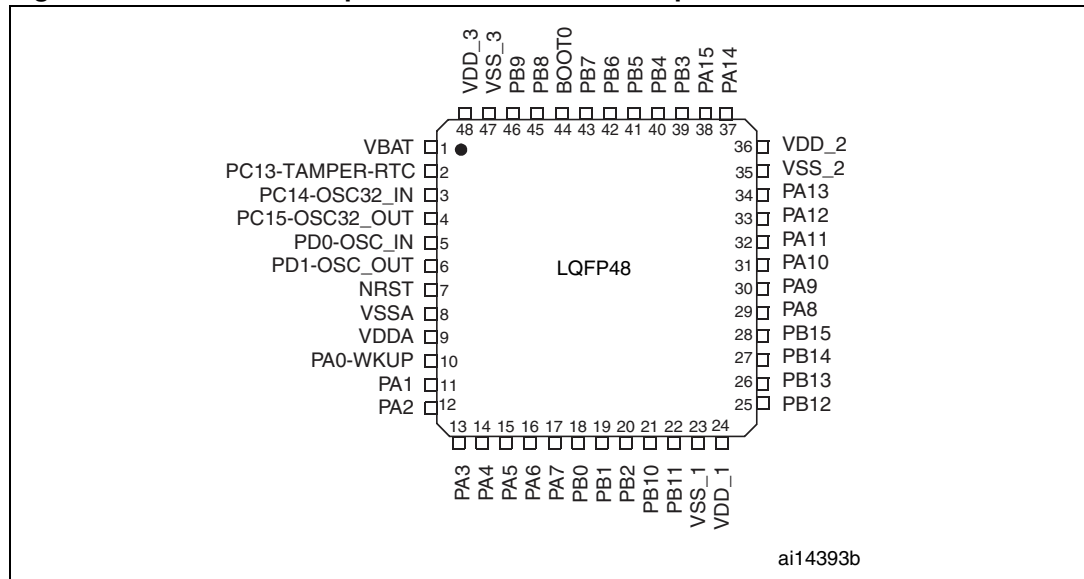 VDD_3
VSS_3
PB9
PB8
BOOT0
PB7
PB6
PB5
PB4
PB3
PA15
PA14
48 47 46 45 44 43 42 41 40 39 38 37
VBAT 1
PC13-TAMPER-RTC 2
PC14-OSC32_IN 3
PC15-OSC32_OUT 4
PD0-OSC_IN 5
PD1-OSC_OUT 6
NRST 7
VSSA 8
VDDA 9
PA0-WKUP 10
PA1 11
PA2 12
LQFP48
36 VDD_2
35 VSS_2
34 PA13
33 PA12
32 PA11
31 PA10
30 PA9
29 PA8
28 PB15
27 PB14
26 PB13
25 PB12
13 14 15 16 17 18 19 20 21 22 23 24
PA3
PA4
PA5
PA6
PA7
PB0
PB1
PB2
PB10
PB11
VSS_1
VDD_1
ai14393b